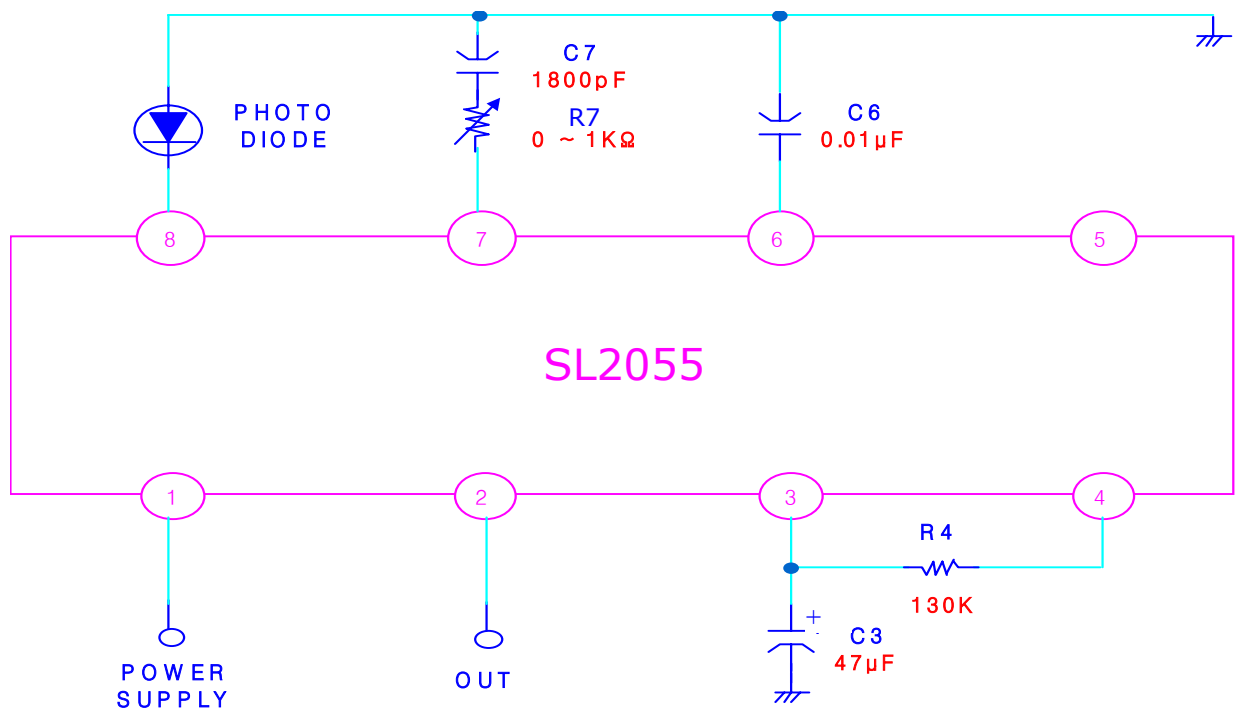 C7
1800pF
PHOTO
DIODE
R7
0 ~ 1KΩ
C6
0.01µF
8
7
6
5
SL2055
1
2
3
4
R4
130K
+
-
C3
47µF
POWER
SUPPLY
OUT